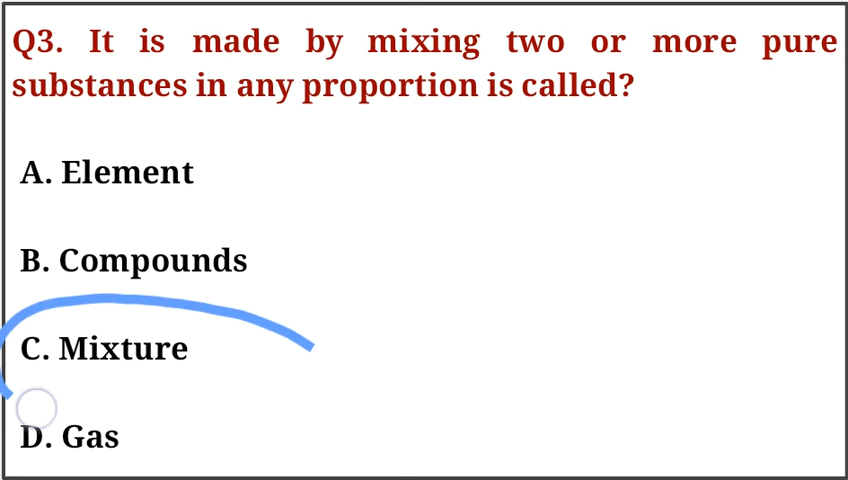 Q3. It is made by mixing two or more pure
substances in any proportion is called?
A. Element
B. Compounds
C. Mixture
D. Gas